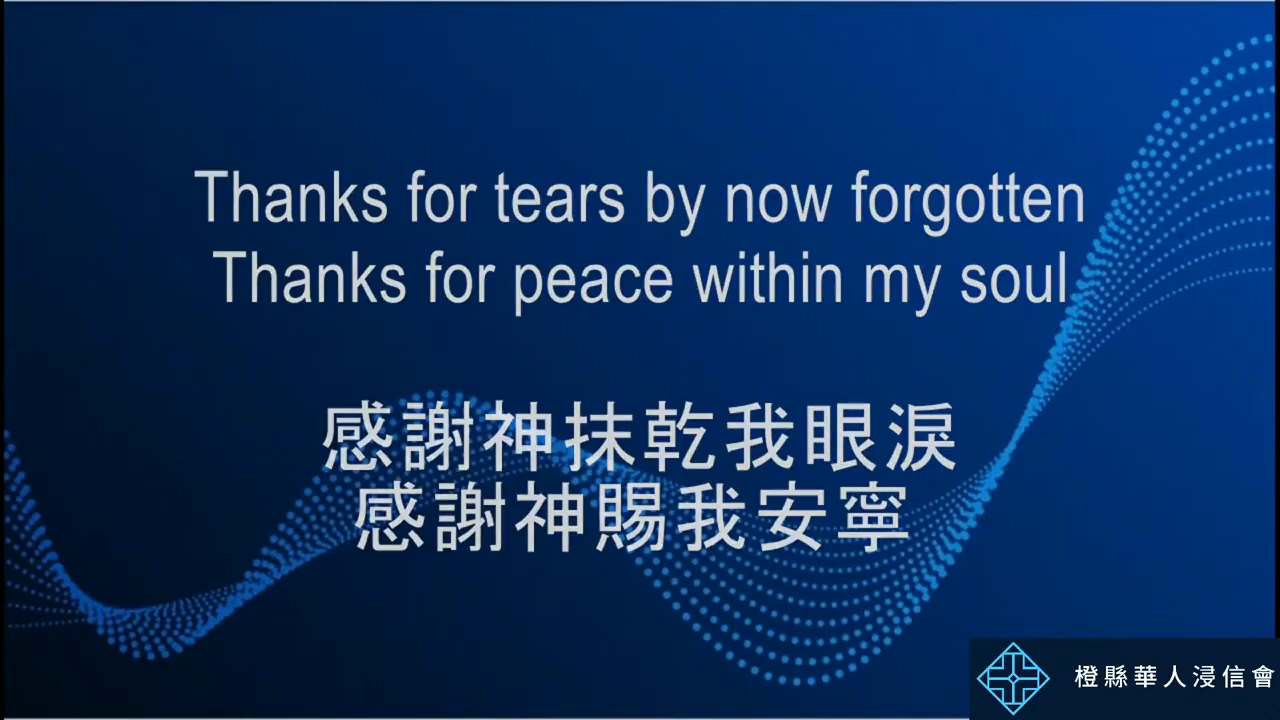 Thanks for tears by now forgotten
Thanks for peace within my soul
感謝神抹乾我眼淚
感謝神賜我安寧
橙縣華人浸信會